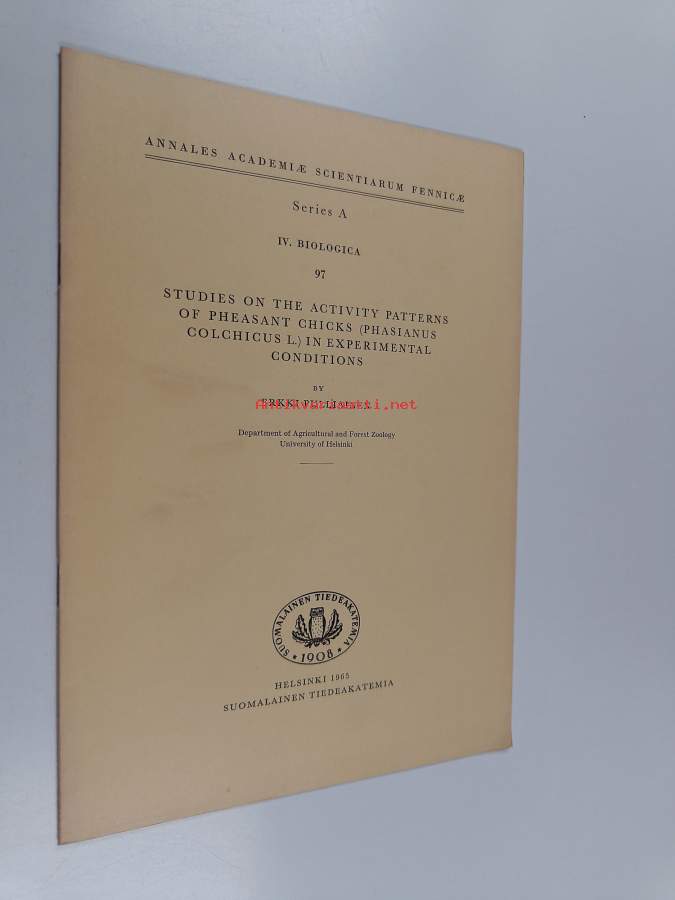 ANNALES ACADEMIÆ SCIENTIARUM FENNICÆ
Series A
IV. BIOLOGICA
97
STUDIES ON THE ACTIVITY PATTERNS
OF PHEASANT CHICKS (PHASIANUS
COLCHICUS L.) IN EXPERIMENTAL
CONDITIONS
BY
ERKKI PULLIAINEN
Antikvariaatti.net
Department of Agricultural and Forest Zoology
University of Helsinki
SUOMALAINEN TIEDEAKATEMIA
1908
HELSINKI 1965
SUOMALAINEN TIEDEAKATEMIA